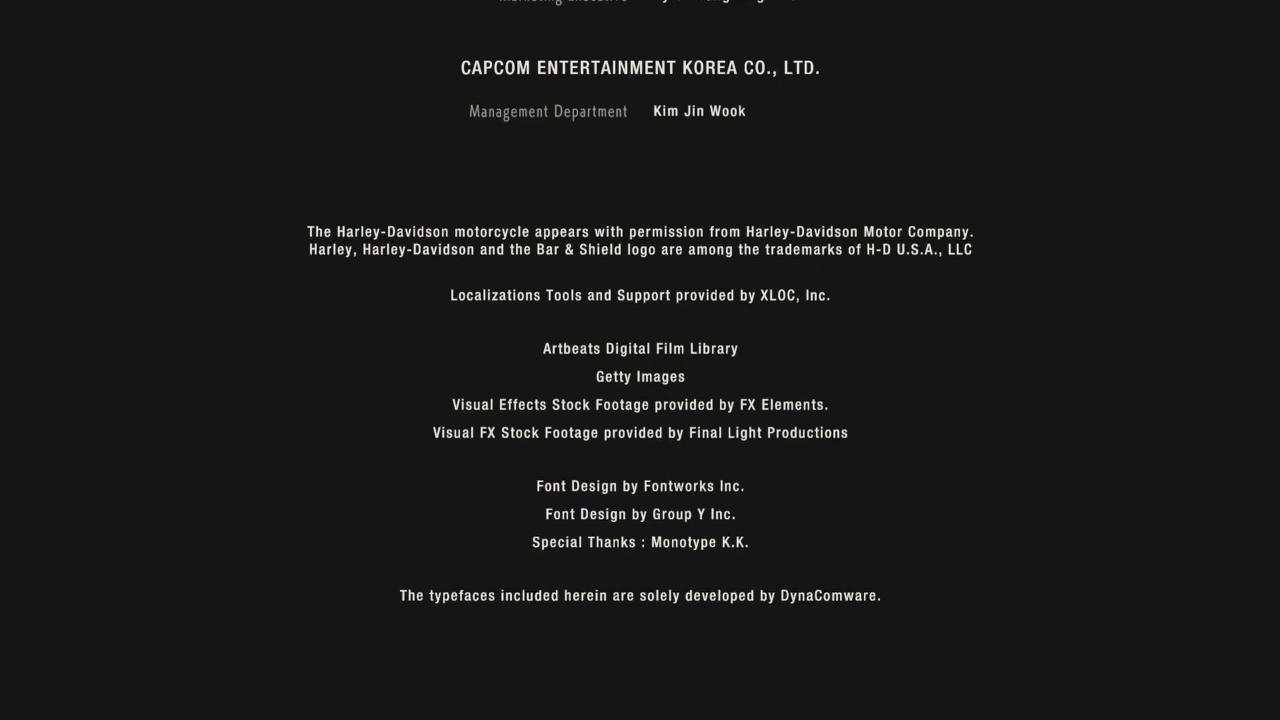 CAPCOM ENTERTAINMENT KOREA CO., LTD.
Management Department Kim Jin Wook
The Harley-Davidson motorcycle appears with permission from Harley-Davidson Motor Company.
Harley, Harley-Davidson and the Bar & Shield logo are among the trademarks of H-D U.S.A., LLC
Localizations Tools and Support provided by XLOC, Inc.
Artbeats Digital Film Library
Getty Images
Visual Effects Stock Footage provided by FX Elements.
Visual FX Stock Footage provided by Final Light Productions
Font Design by Fontworks Inc.
Font Design by Group Y Inc.
Special Thanks : Monotype K.K.
The typefaces included herein are solely developed by DynaComware.